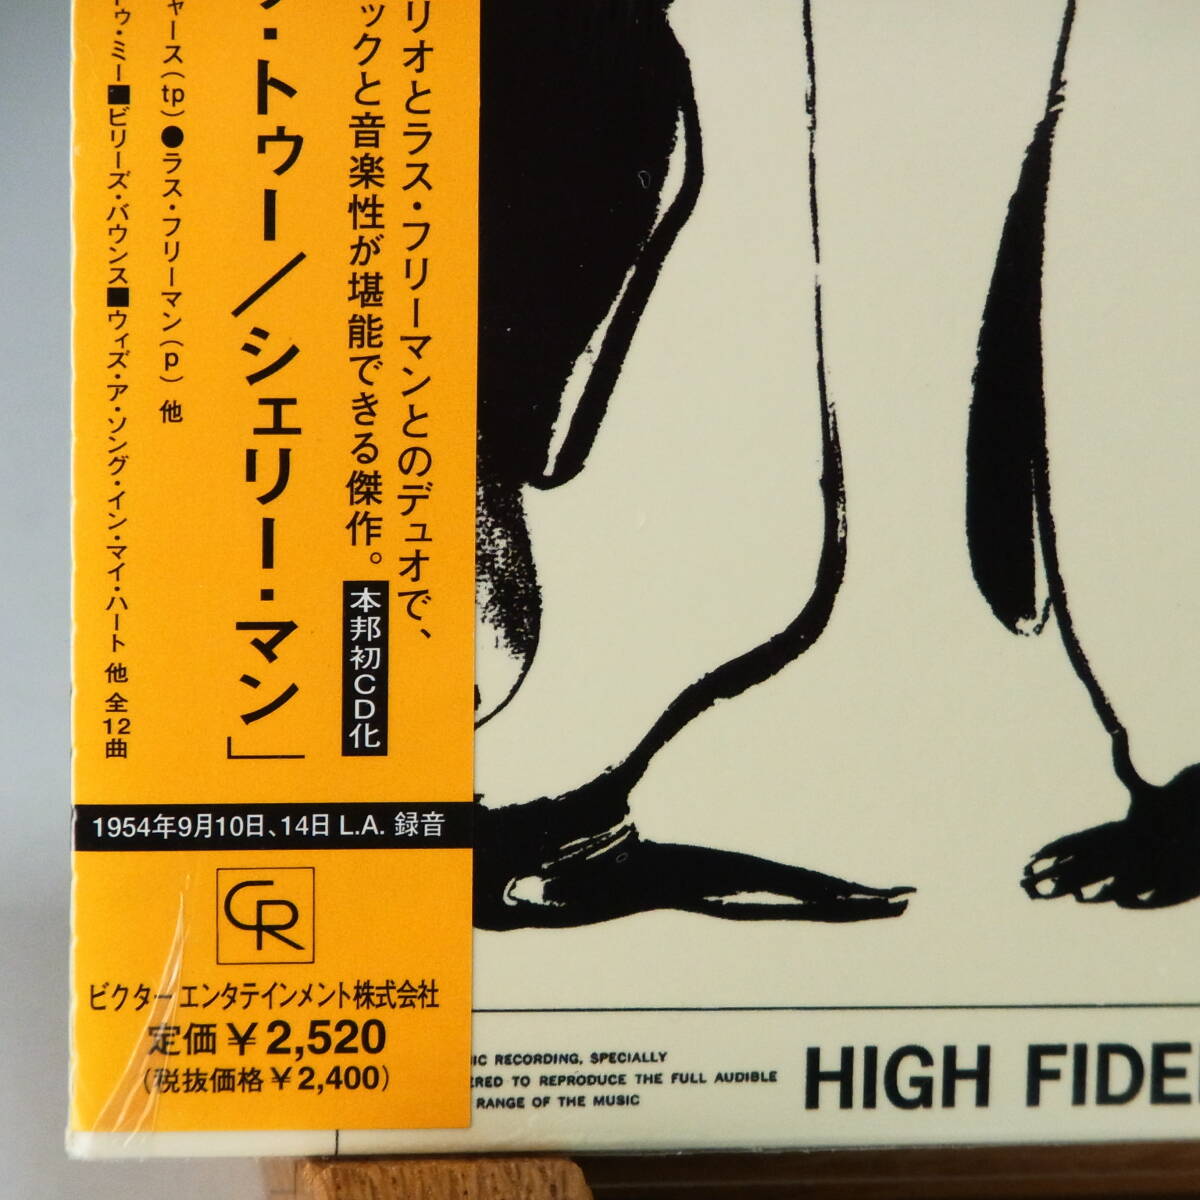 リオとラス・フリーマンとのデュオで、
ックと音楽性が堪能できる傑作。
本邦初CD化
・トゥー/シェリー・マン」
ャース(tp)●ラス・フリーマン(p) 他
トゥ・ミー■ビリーズ・バウンス■ウィズ・ア・ソング・イン・マイ・ハート 他 全12曲
1954年9月10日、14日 L.A. 録音
CR
ビクター エンタテインメント株式会社
定価¥2,520
(税抜価格¥2,400)
IC RECORDING, SPECIALLY
ERED TO REPRODUCE THE FULL AUDIBLE
RANGE OF THE MUSIC
HIGH FIDE